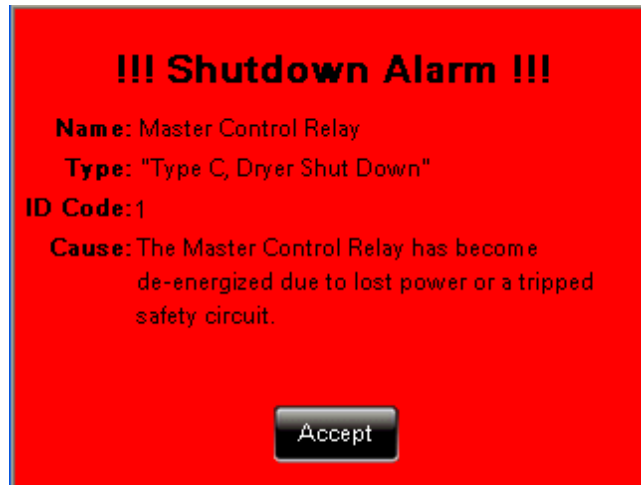 !!! Shutdown Alarm !!!
Name: Master Control Relay
Type: "Type C, Dryer Shut Down"
ID Code: 1
Cause: The Master Control Relay has become
de-energized due to lost power or a tripped
safety circuit.
Accept